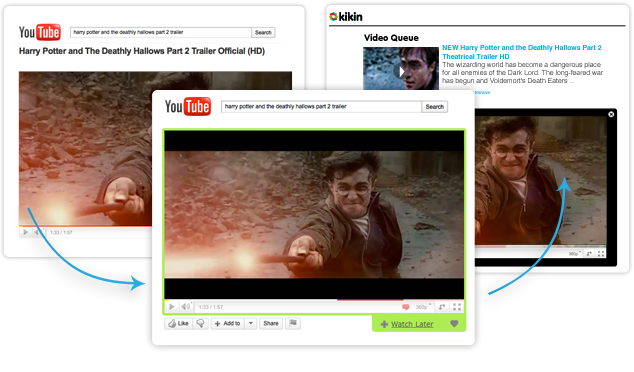 YouTube
harry potter and the deathly hallows part 2 trailer
Search
Harry Potter and The Deathly Hallows Part 2 Trailer Official (HD)
1:33 / 1:57
kikin
Video Queue
NEW Harry Potter and the Deathly Hallows Part 2
Theatrical Trailer HD
The wizarding world has become a dangerous place
for all enemies of the Dark Lord. The long-feared war
has begun and Voldemort's Death Eaters ...
360p
YouTube
harry potter and the deathly hallows part 2 trailer
Search
1:33 / 1:57
360p
Like
Add to
Share
Watch Later